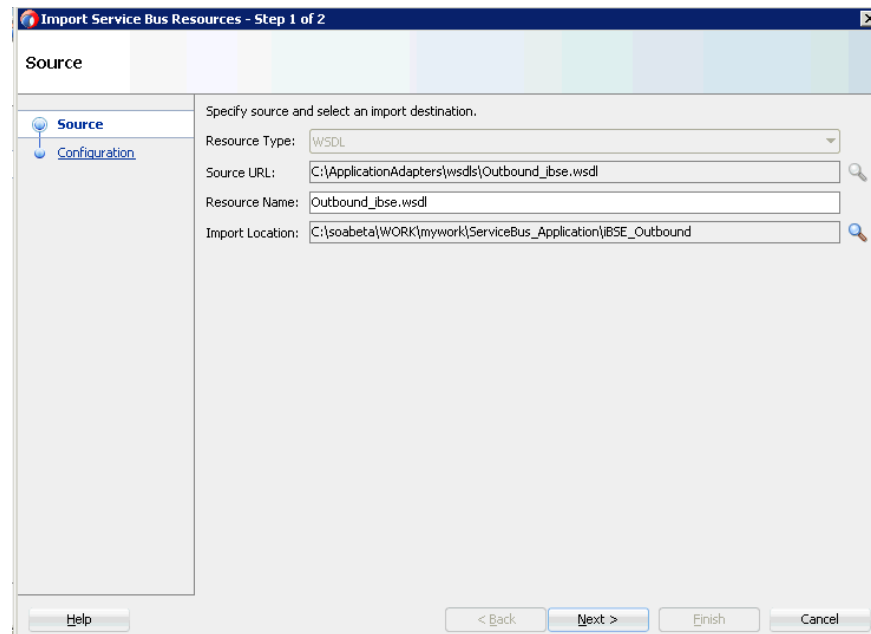 Import Service Bus Resources - Step 1 of 2
Source
Source
Configuration
Specify source and select an import destination.
Resource Type: WSDL
Source URL: C:\ApplicationAdapters\wsdls\Outbound_ibse.wsdl
Resource Name: Outbound_ibse.wsdl
Import Location: C:\soabeta\WORK\mywork\ServiceBus_Application\iBSE_Outbound
Help
< Back
Next >
Finish
Cancel